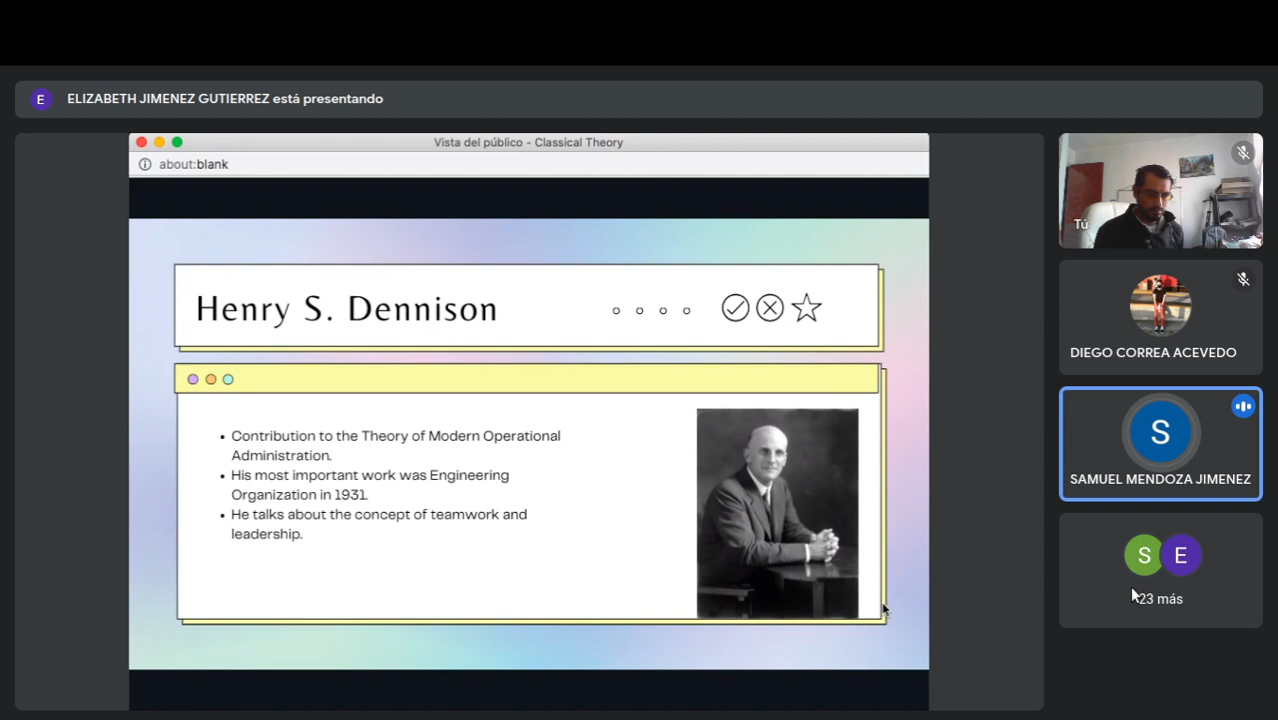 E
ELIZABETH JIMENEZ GUTIERREZ está presentando
Vista del público - Classical Theory
about:blank
Henry S. Dennison
• Contribution to the Theory of Modern Operational
Administration.
• His most important work was Engineering
Organization in 1931.
• He talks about the concept of teamwork and
leadership.
Tú
DIEGO CORREA ACEVEDO
S
SAMUEL MENDOZA JIMENEZ
S E
23 más